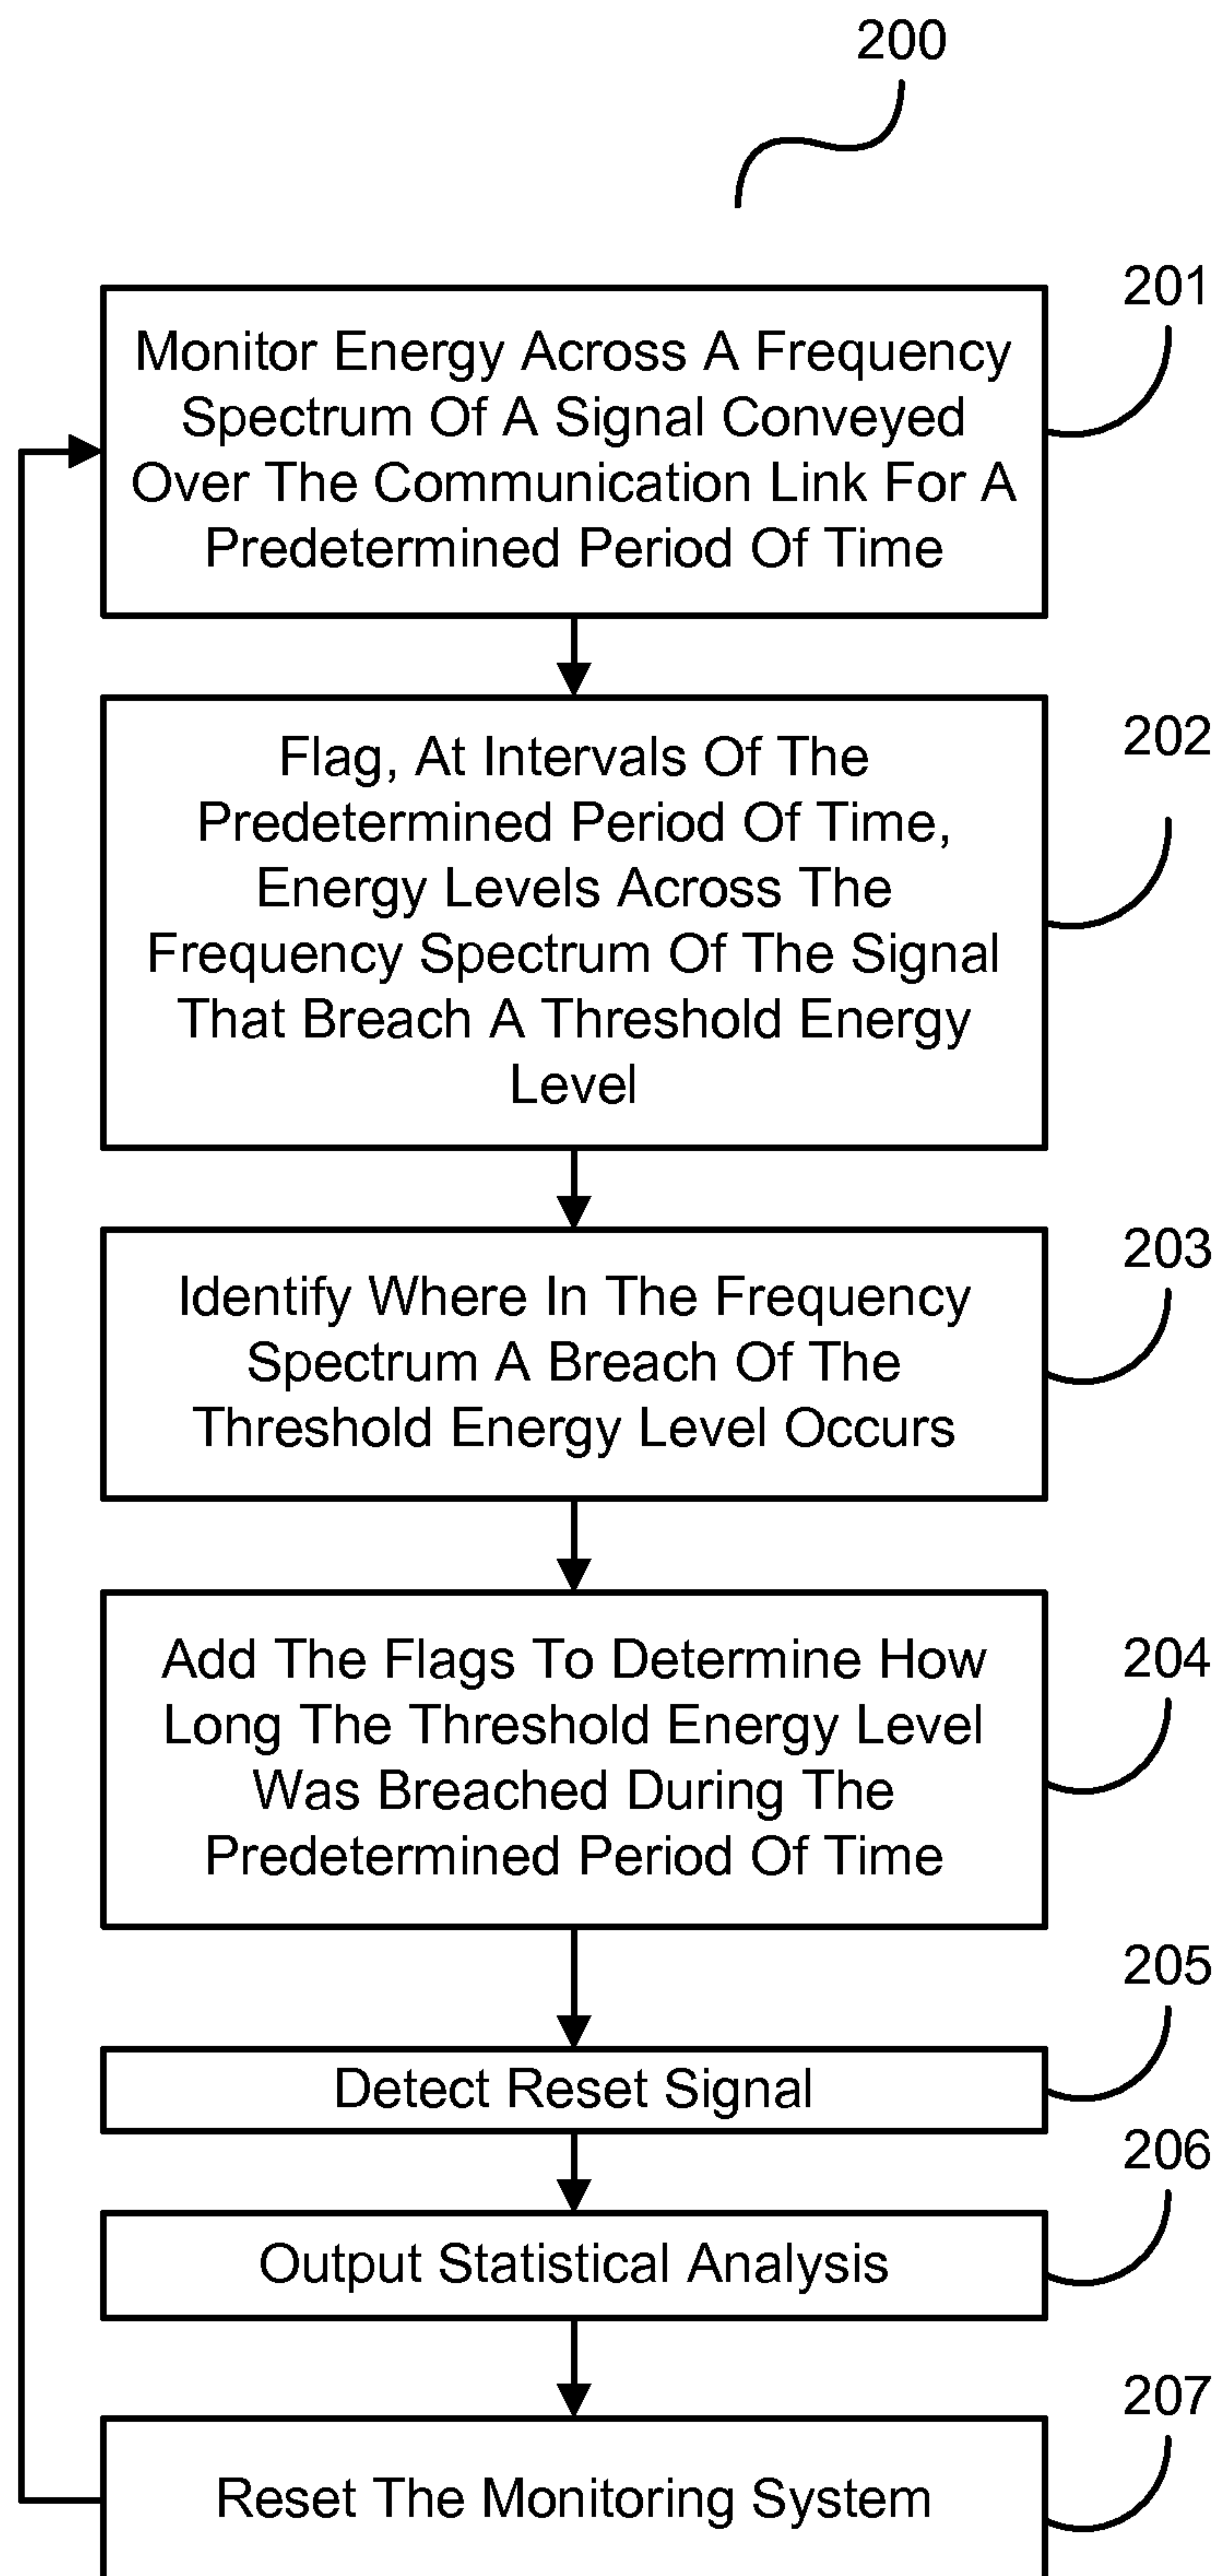 200
201
Monitor Energy Across A Frequency
Spectrum Of A Signal Conveyed
Over The Communication Link For A
Predetermined Period Of Time
202
Flag, At Intervals Of The
Predetermined Period Of Time,
Energy Levels Across The
Frequency Spectrum Of The Signal
That Breach A Threshold Energy
Level
203
Identify Where In The Frequency
Spectrum A Breach Of The
Threshold Energy Level Occurs
204
Add The Flags To Determine How
Long The Threshold Energy Level
Was Breached During The
Predetermined Period Of Time
205
Detect Reset Signal
206
Output Statistical Analysis
207
Reset The Monitoring System